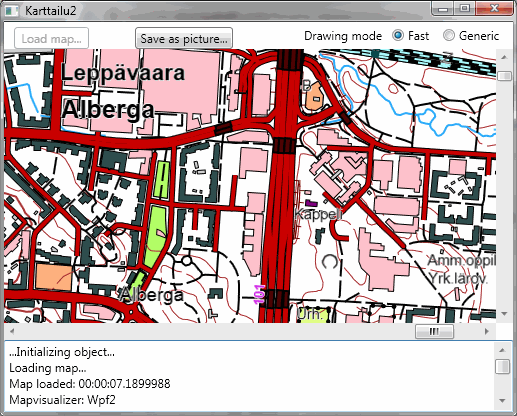 Karttailu2
Load map...
Save as picture...
Drawing mode
Fast
Generic
Leppävaara
Alberga
Kappeli
Amm.oppil
Yrk.lärov.
Alberga
101
Urh.
...Initializing object...
Loading map...
Map loaded: 00:00:07.1899988
Mapvisualizer: Wpf2